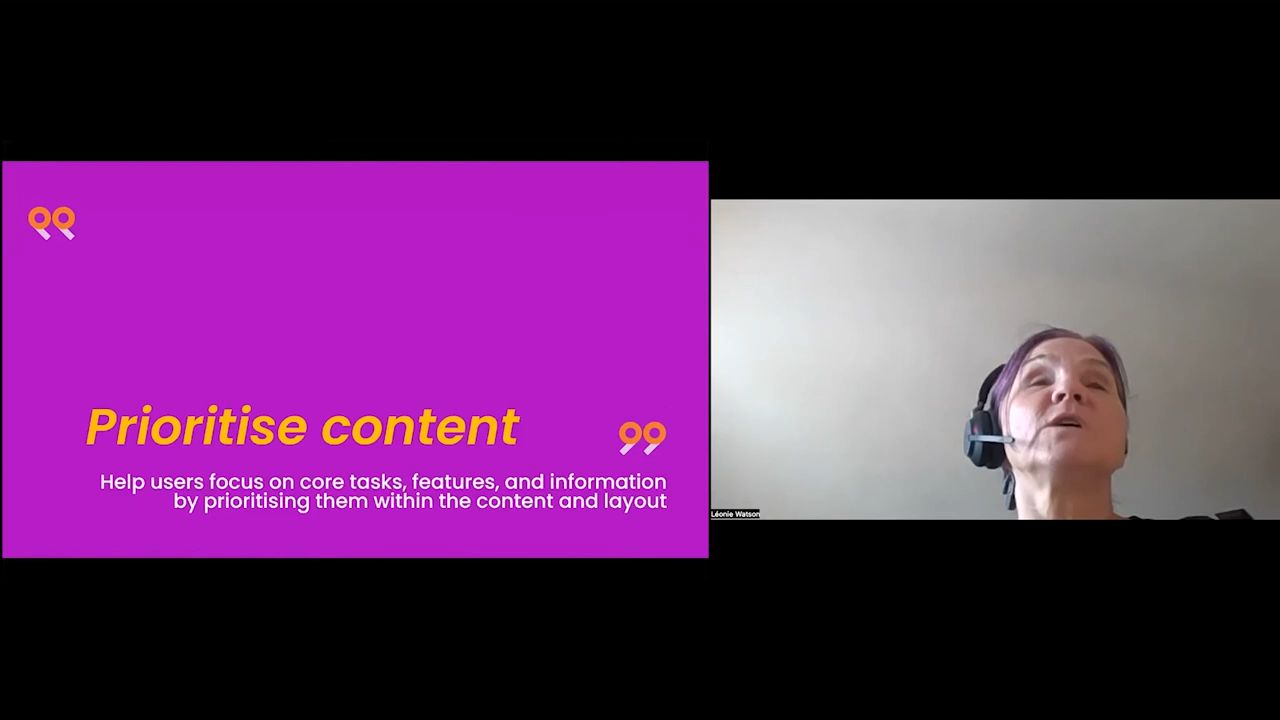 Prioritise content
Help users focus on core tasks, features, and information
by prioritising them within the content and layout
Léonie Watson